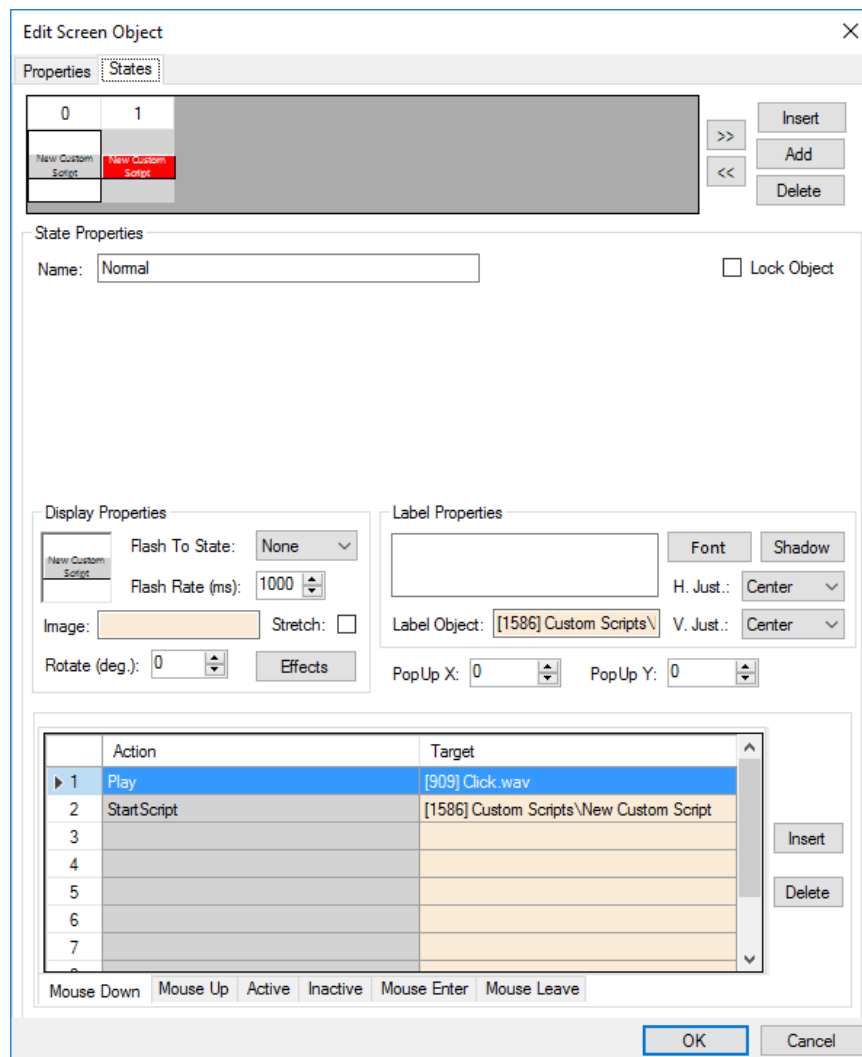 Edit Screen Object
Properties States
0 1
New Custom Script New Custom Script
>> Insert
Add
<< Delete
State Properties
Name: Normal Lock Object
Display Properties
New Custom Script
Flash To State: None
Flash Rate (ms): 1000
Image: Stretch:
Rotate (deg.): 0 Effects
Label Properties
Font Shadow
H. Just.: Center
Label Object: [1586] Custom Scripts\ V. Just.: Center
PopUp X: 0 PopUp Y: 0
Action Target
1 Play [909] Click.wav
2 StartScript [1586] Custom Scripts\New Custom Script
3
4
5
6
7
Insert
Delete
Mouse Down Mouse Up Active Inactive Mouse Enter Mouse Leave
OK Cancel